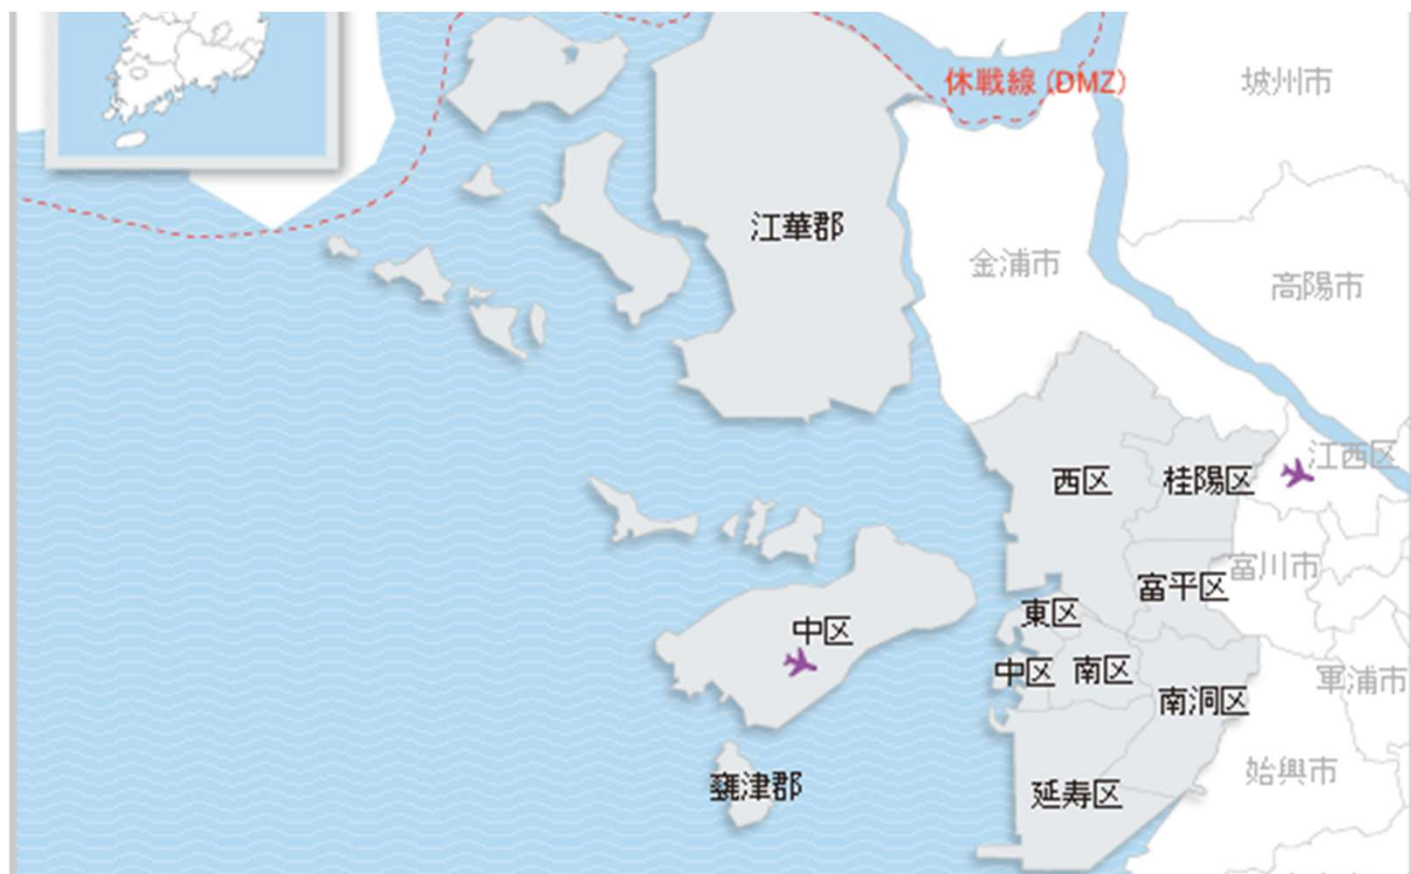 休戦線 (DMZ)
坡州市
江華郡
金浦市
高陽市
江西区
西区
桂陽区
富川市
富平区
東区
中区
中区
南区
軍浦市
南洞区
始興市
甕津郡
延寿区